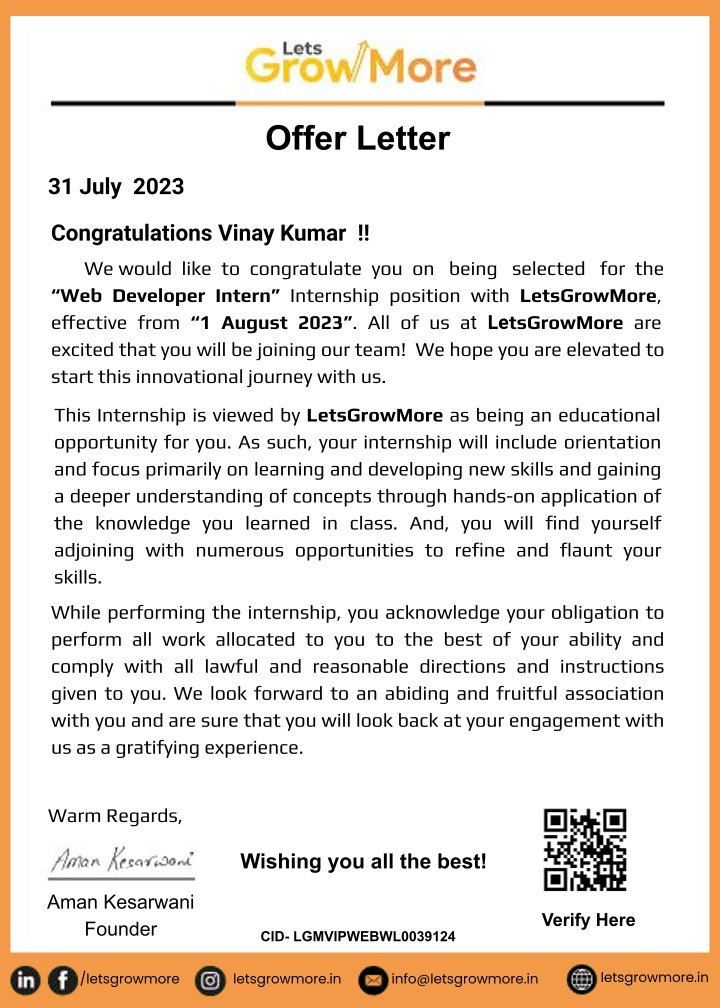 Lets
GrowMore
Offer Letter
31 July 2023
Congratulations Vinay Kumar !!
We would like to congratulate you on being selected for the
“Web Developer Intern” Internship position with LetsGrowMore,
effective from “1 August 2023”. All of us at LetsGrowMore are
excited that you will be joining our team! We hope you are elevated to
start this innovational journey with us.
This Internship is viewed by LetsGrowMore as being an educational
opportunity for you. As such, your internship will include orientation
and focus primarily on learning and developing new skills and gaining
a deeper understanding of concepts through hands-on application of
the knowledge you learned in class. And, you will find yourself
adjoining with numerous opportunities to refine and flaunt your
skills.
While performing the internship, you acknowledge your obligation to
perform all work allocated to you to the best of your ability and
comply with all lawful and reasonable directions and instructions
given to you. We look forward to an abiding and fruitful association
with you and are sure that you will look back at your engagement with
us as a gratifying experience.
Warm Regards,
Aman Kesarwani
Wishing you all the best!
Aman Kesarwani
Founder
Verify Here
CID- LGMVIPWEBWL0039124
/letsgrowmore letsgrowmore.in info@letsgrowmore.in letsgrowmore.in